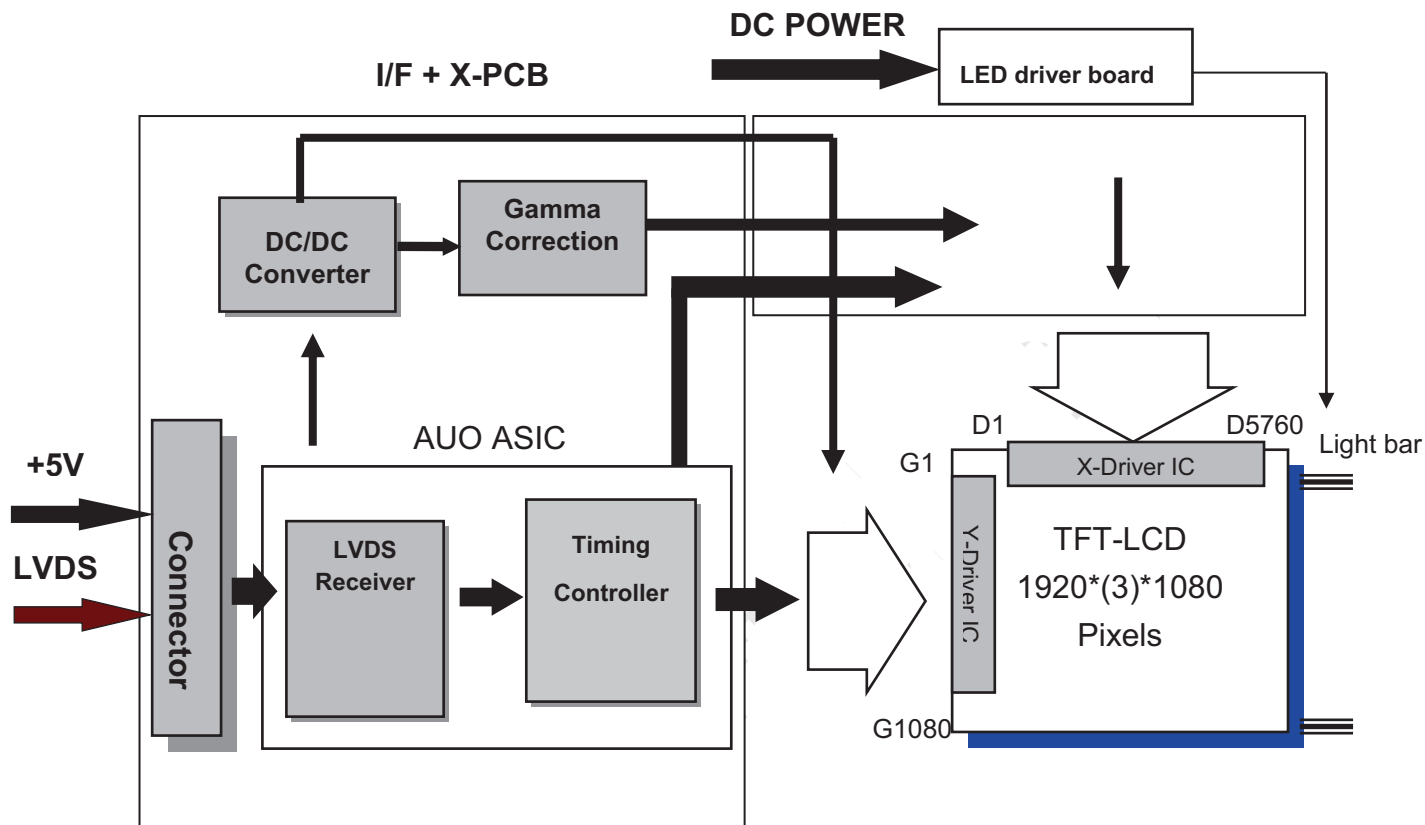 DC POWER
I/F + X-PCB
LED driver board
Gamma
Correction
DC/DC
Converter
AUO ASIC
D1
D5760
Light bar
+5V
G1
X-Driver IC
Connector
LVDS
Receiver
Timing
Controller
Y-Driver IC
TFT-LCD
1920*(3)*1080
Pixels
LVDS
G1080